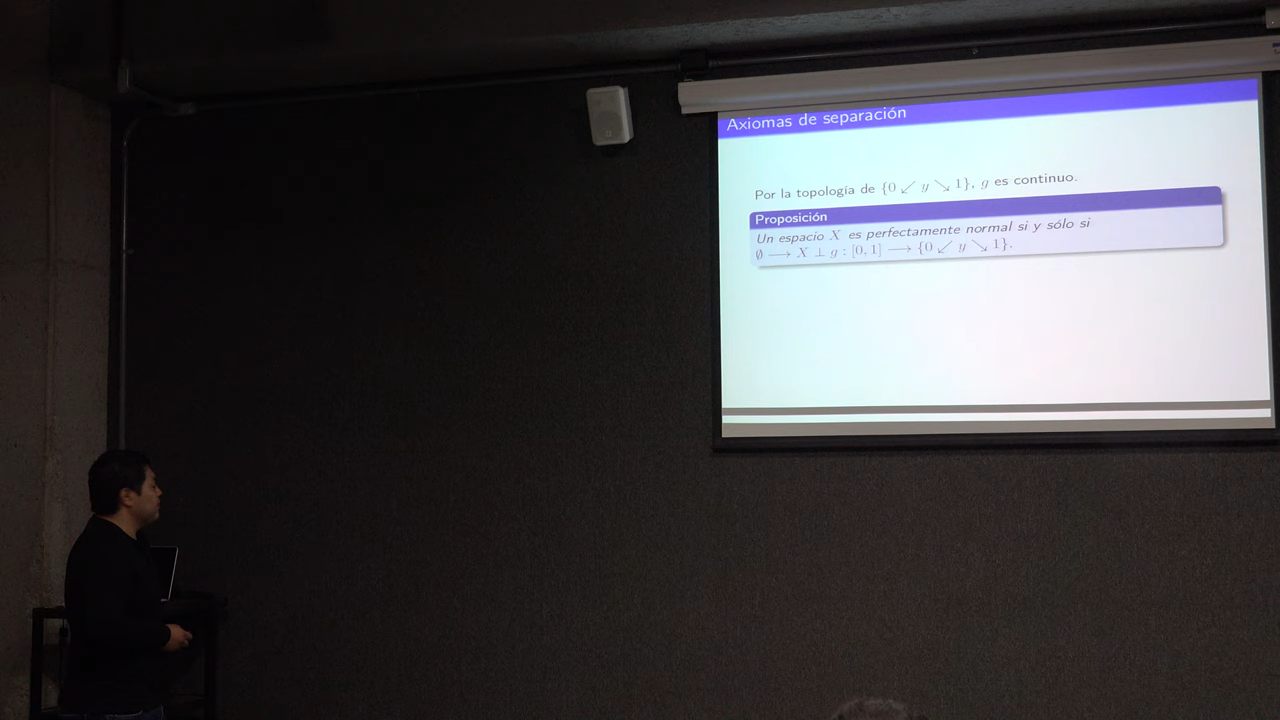 Axiomas de separación
Por la topología de {0 ↙ y ↘ 1}, g es continuo.
Proposición
Un espacio X es perfectamente normal si y sólo si
∅ ⟶ X ⊥ g : [0, 1] ⟶ {0 ↙ y ↘ 1}.